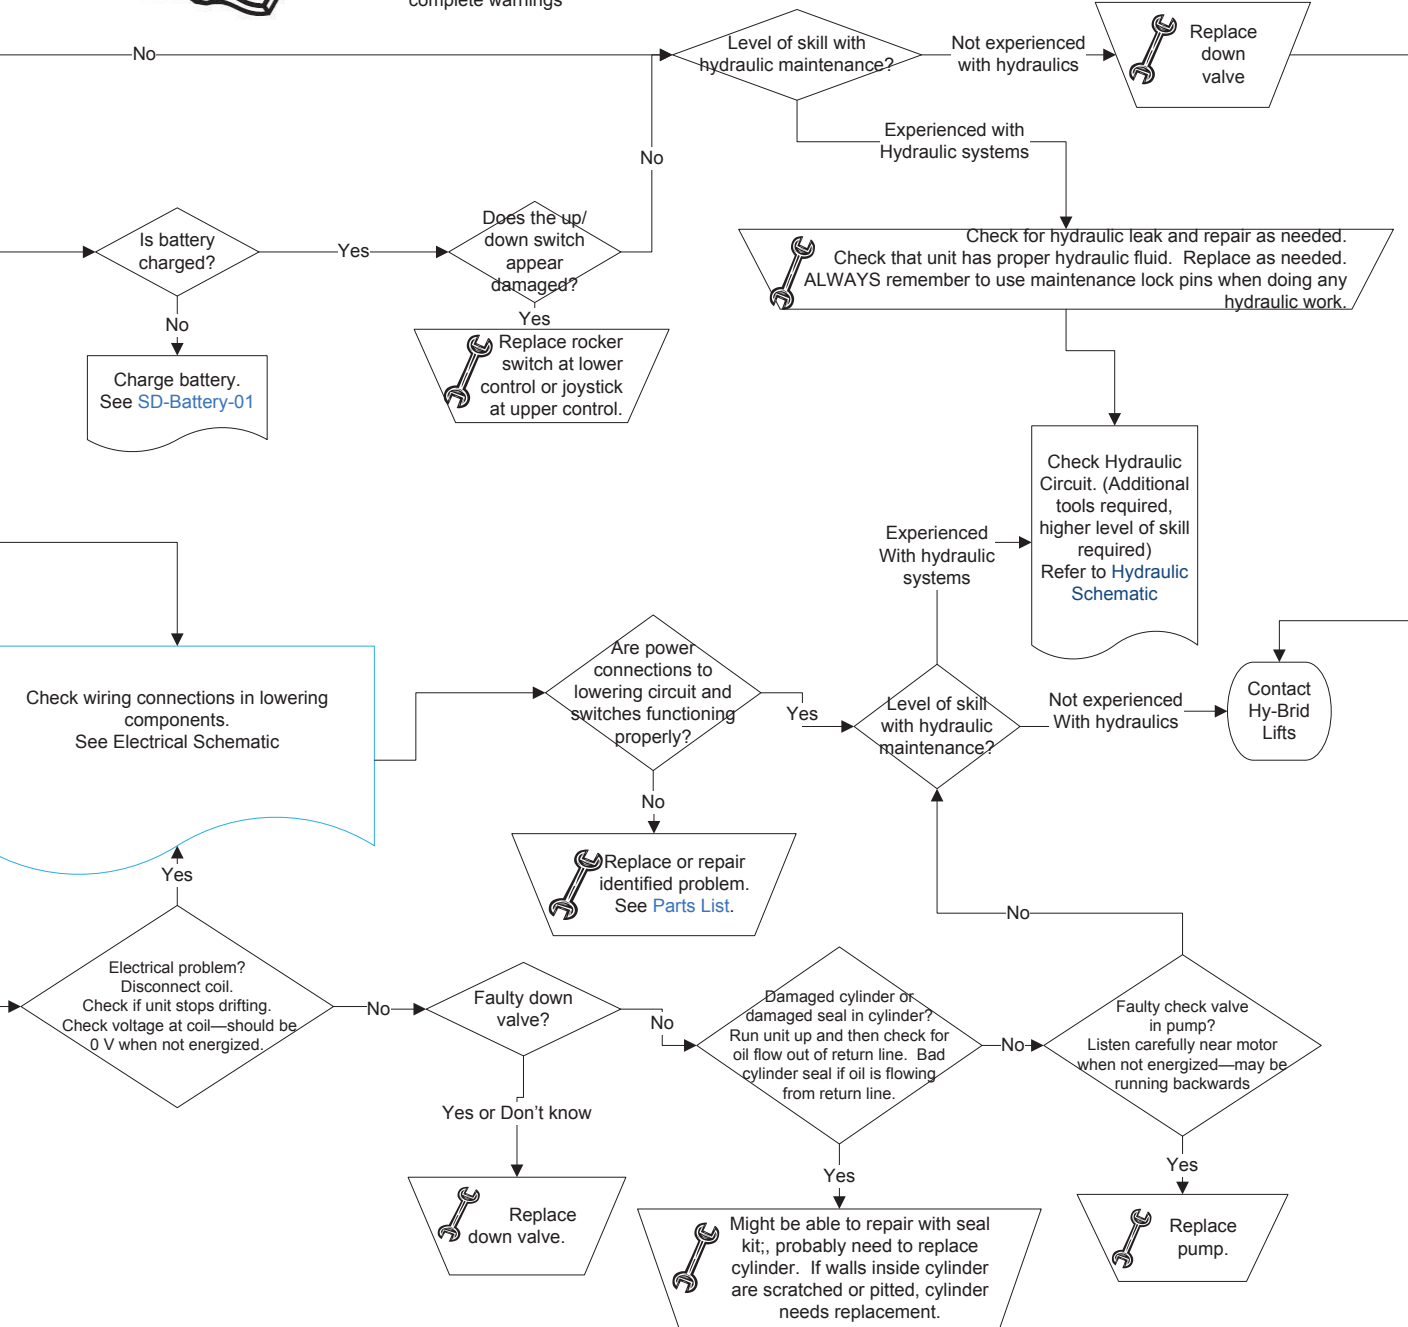 complete warnings
No
Level of skill with
hydraulic maintenance?
Not experienced
with hydraulics
Replace
down
valve
Experienced with
Hydraulic systems
No
Is battery
charged?
Yes
Does the up/
down switch
appear
damaged?
Check for hydraulic leak and repair as needed.
Check that unit has proper hydraulic fluid.  Replace as needed.
ALWAYS remember to use maintenance lock pins when doing any
hydraulic work.
No
Yes
Charge battery.
See SD-Battery-01
Replace rocker
switch at lower
control or joystick
at upper control.
Check Hydraulic
Circuit. (Additional
tools required,
higher level of skill
required)
Refer to Hydraulic
Schematic
Experienced
With hydraulic
systems
Check wiring connections in lowering
components.
See Electrical Schematic
Are power
connections to
lowering circuit and
switches functioning
properly?
Yes
Level of skill
with hydraulic
maintenance?
Not experienced
With hydraulics
Contact
Hy-Brid
Lifts
No
Replace or repair
identified problem.
See Parts List.
Yes
No
Electrical problem?
Disconnect coil.
Check if unit stops drifting.
Check voltage at coil—should be
0 V when not energized.
No
Faulty down
valve?
No
Damaged cylinder or
damaged seal in cylinder?
Run unit up and then check for
oil flow out of return line.  Bad
cylinder seal if oil is flowing
from return line.
No
Faulty check valve
in pump?
Listen carefully near motor
when not energized—may be
running backwards
Yes or Don't know
Yes
Yes
Replace
down valve.
Might be able to repair with seal
kit;, probably need to replace
cylinder.  If walls inside cylinder
are scratched or pitted, cylinder
needs replacement.
Replace
pump.